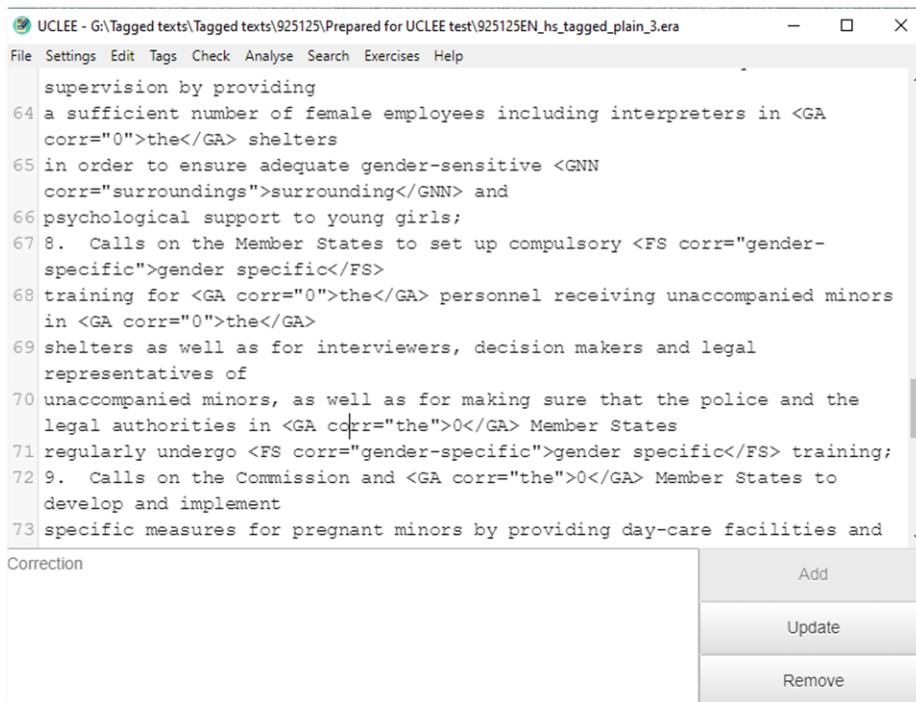 UCLEE - G:\Tagged texts\Tagged texts\925125\Prepared for UCLEE test\925125EN_hs_tagged_plain_3.era
File Settings Edit Tags Check Analyse Search Exercises Help
supervision by providing
64 a sufficient number of female employees including interpreters in <GA
corr="0">the</GA> shelters
65 in order to ensure adequate gender-sensitive <GNN
corr="surroundings">surrounding</GNN> and
66 psychological support to young girls;
67 8.  Calls on the Member States to set up compulsory <FS corr="gender-
specific">gender specific</FS>
68 training for <GA corr="0">the</GA> personnel receiving unaccompanied minors
in <GA corr="0">the</GA>
69 shelters as well as for interviewers, decision makers and legal
representatives of
70 unaccompanied minors, as well as for making sure that the police and the
legal authorities in <GA corr="the">0</GA> Member States
71 regularly undergo <FS corr="gender-specific">gender specific</FS> training;
72 9.  Calls on the Commission and <GA corr="the">0</GA> Member States to
develop and implement
73 specific measures for pregnant minors by providing day-care facilities and
Correction
Add
Update
Remove